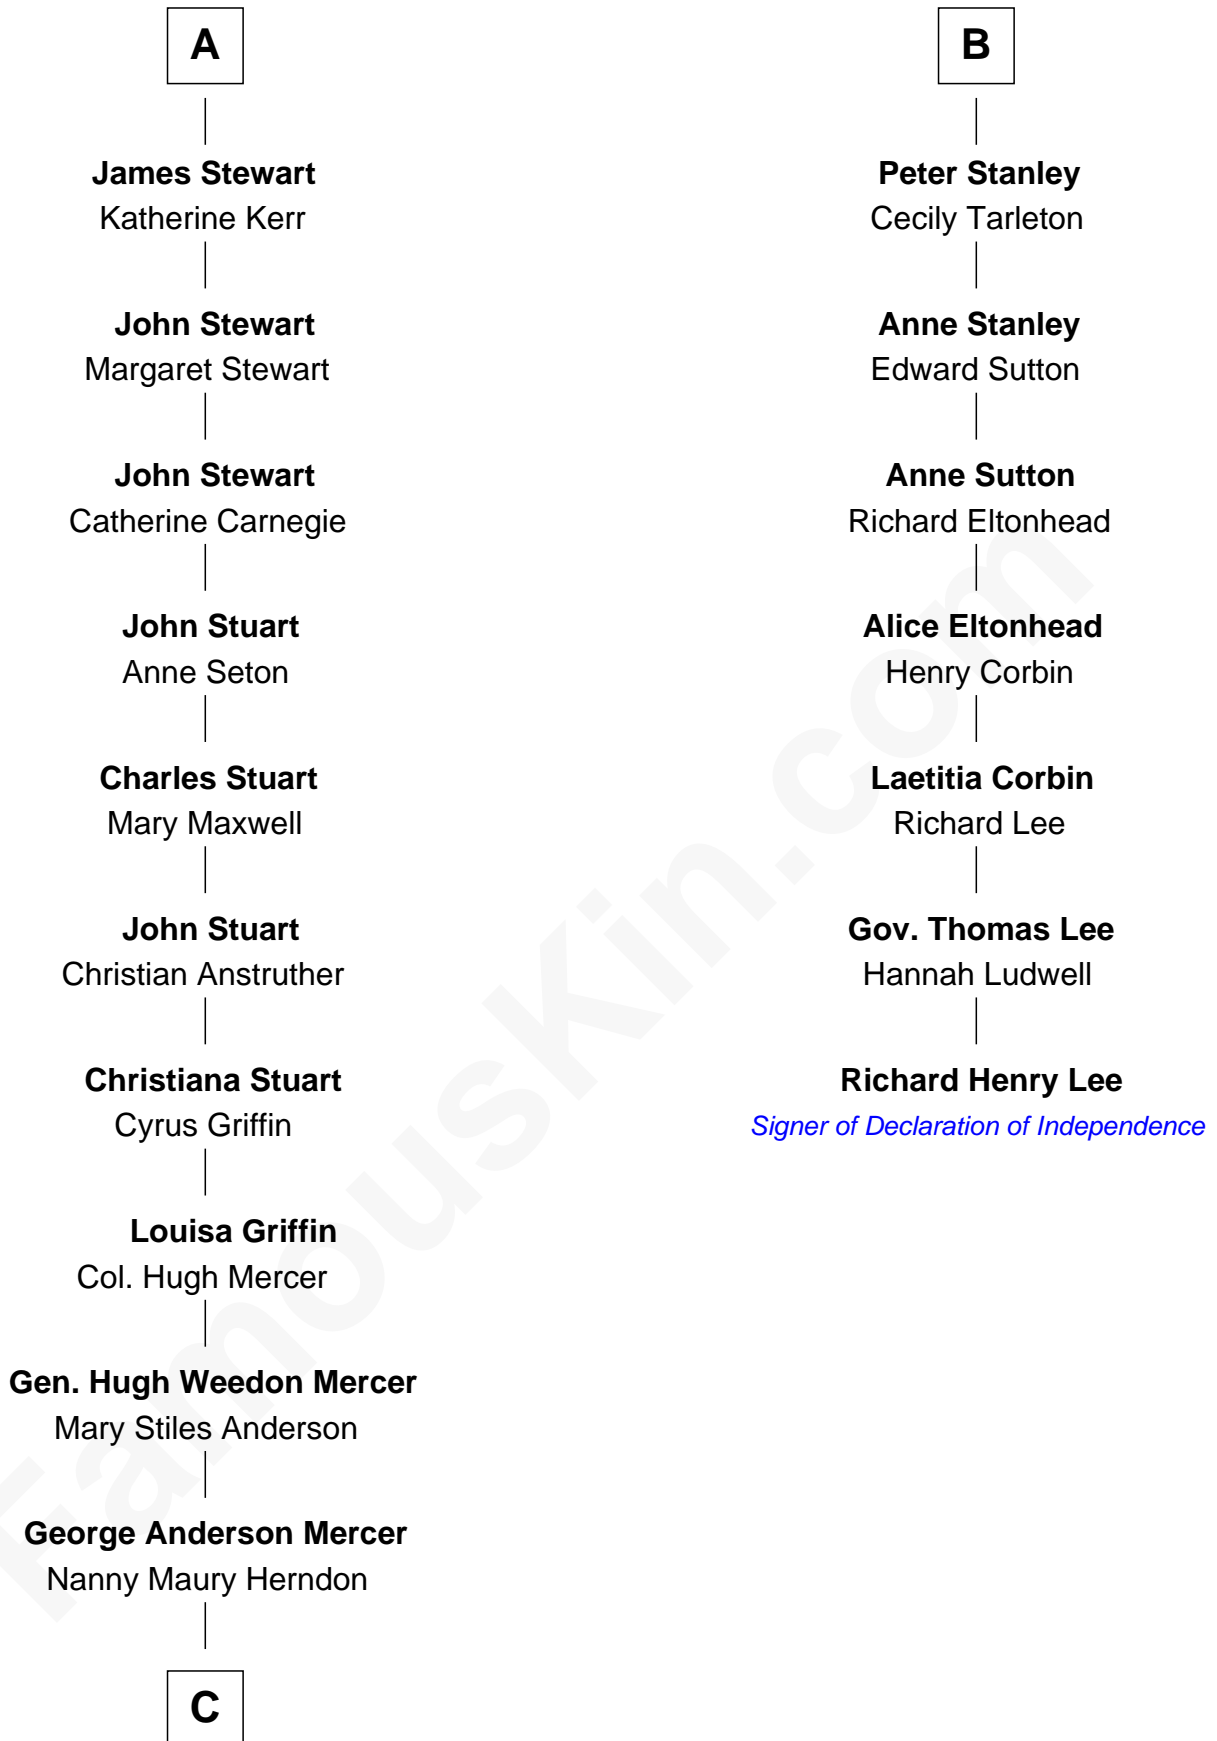 A
James Stewart
Katherine Kerr
John Stewart
Margaret Stewart
John Stewart
Catherine Carnegie
John Stuart
Anne Seton
Charles Stuart
Mary Maxwell
John Stuart
Christian Anstruther
Christiana Stuart
Cyrus Griffin
Louisa Griffin
Col. Hugh Mercer
Gen. Hugh Weedon Mercer
Mary Stiles Anderson
George Anderson Mercer
Nanny Maury Herndon
C
B
Peter Stanley
Cecily Tarleton
Anne Stanley
Edward Sutton
Anne Sutton
Richard Eltonhead
Alice Eltonhead
Henry Corbin
Laetitia Corbin
Richard Lee
Gov. Thomas Lee
Hannah Ludwell
Richard Henry Lee
Signer of Declaration of Independence
FamousKin.com